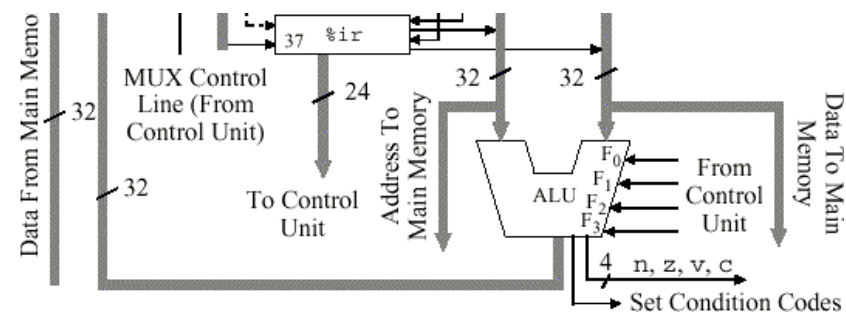 Data From Main Memo
32
32
MUX Control
Line (From
Control Unit)
37
%ir
24
To Control
Unit
32
32
Address To
Main Memory
ALU
F0
F1
F2
F3
From
Control
Unit
Data To Main
Memory
4
n, z, v, c
Set Condition Codes